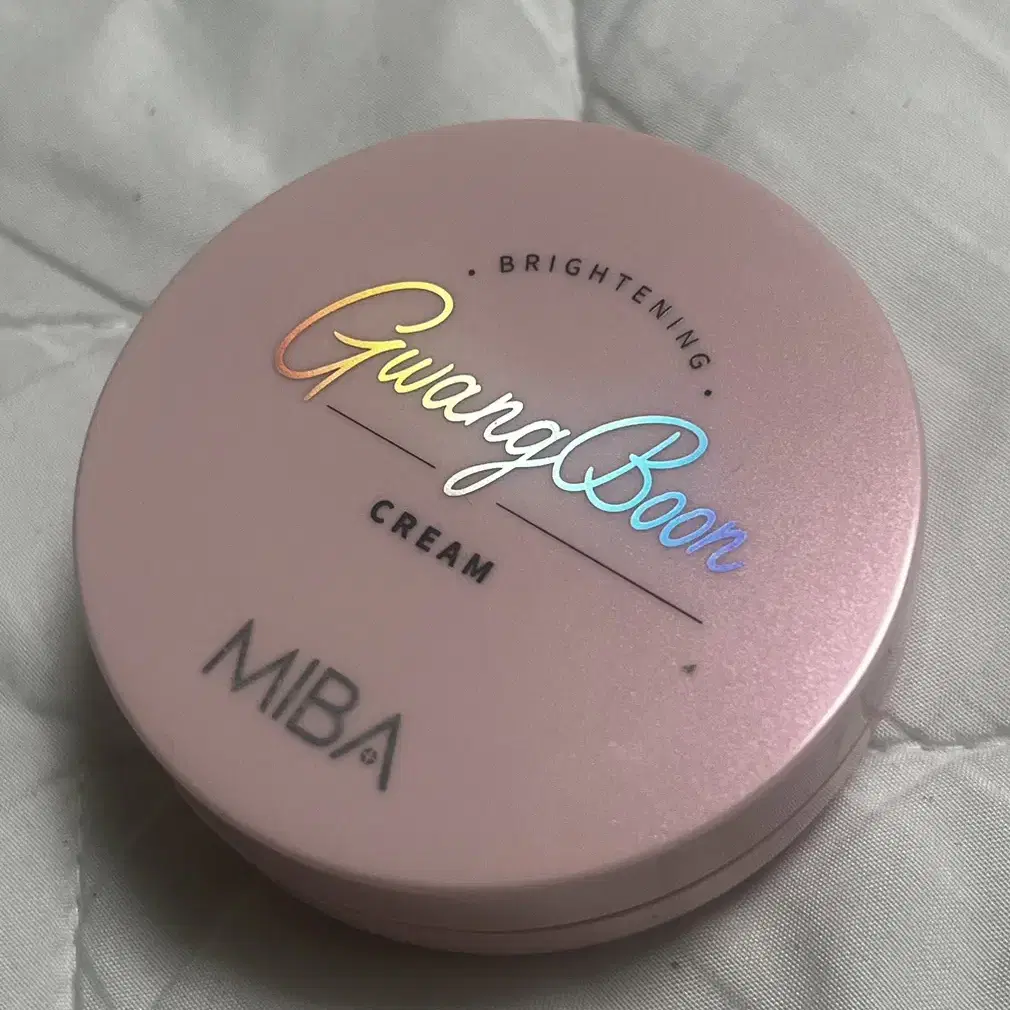 • BRIGHTENING •
GwangBoon
CREAM
MIBA